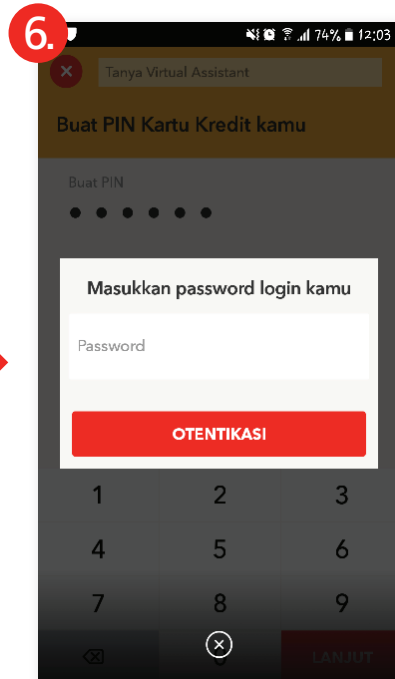 6.
74% 12:03
Tanya Virtual Assistant
Buat PIN Kartu Kredit kamu
Buat PIN
Masukkan password login kamu
Password
OTENTIKASI
1 2 3
4 5 6
7 8 9
LANJUT